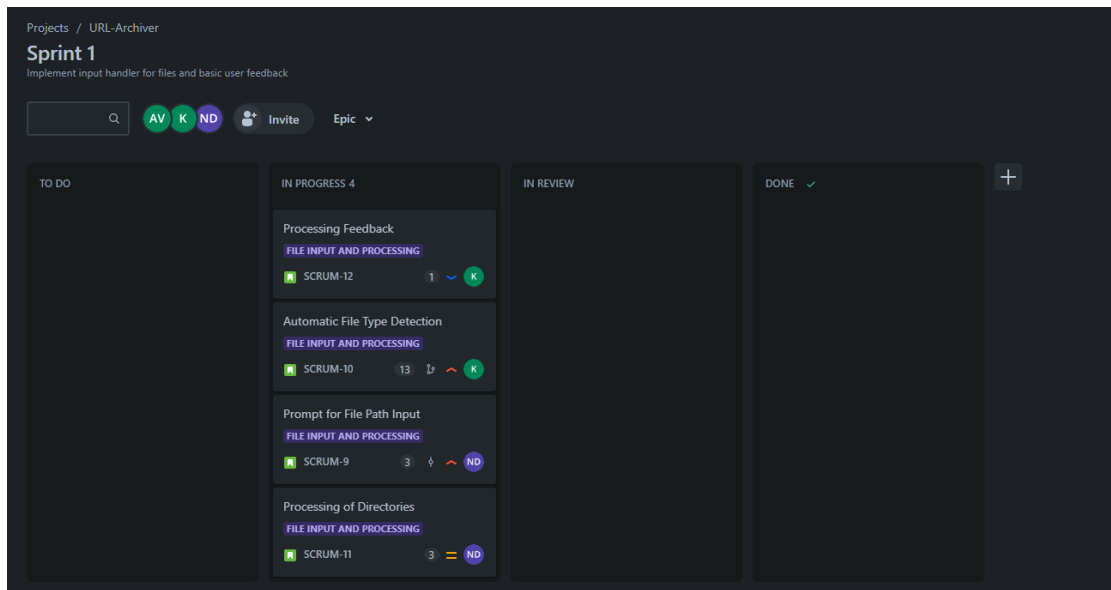 Projects / URL-Archiver
Sprint 1
Implement input handler for files and basic user feedback
AV K ND Invite Epic
TO DO
IN PROGRESS 4
IN REVIEW
DONE
Processing Feedback
FILE INPUT AND PROCESSING
SCRUM-12 1 K
Automatic File Type Detection
FILE INPUT AND PROCESSING
SCRUM-10 13 K
Prompt for File Path Input
FILE INPUT AND PROCESSING
SCRUM-9 3 ND
Processing of Directories
FILE INPUT AND PROCESSING
SCRUM-11 3 ND